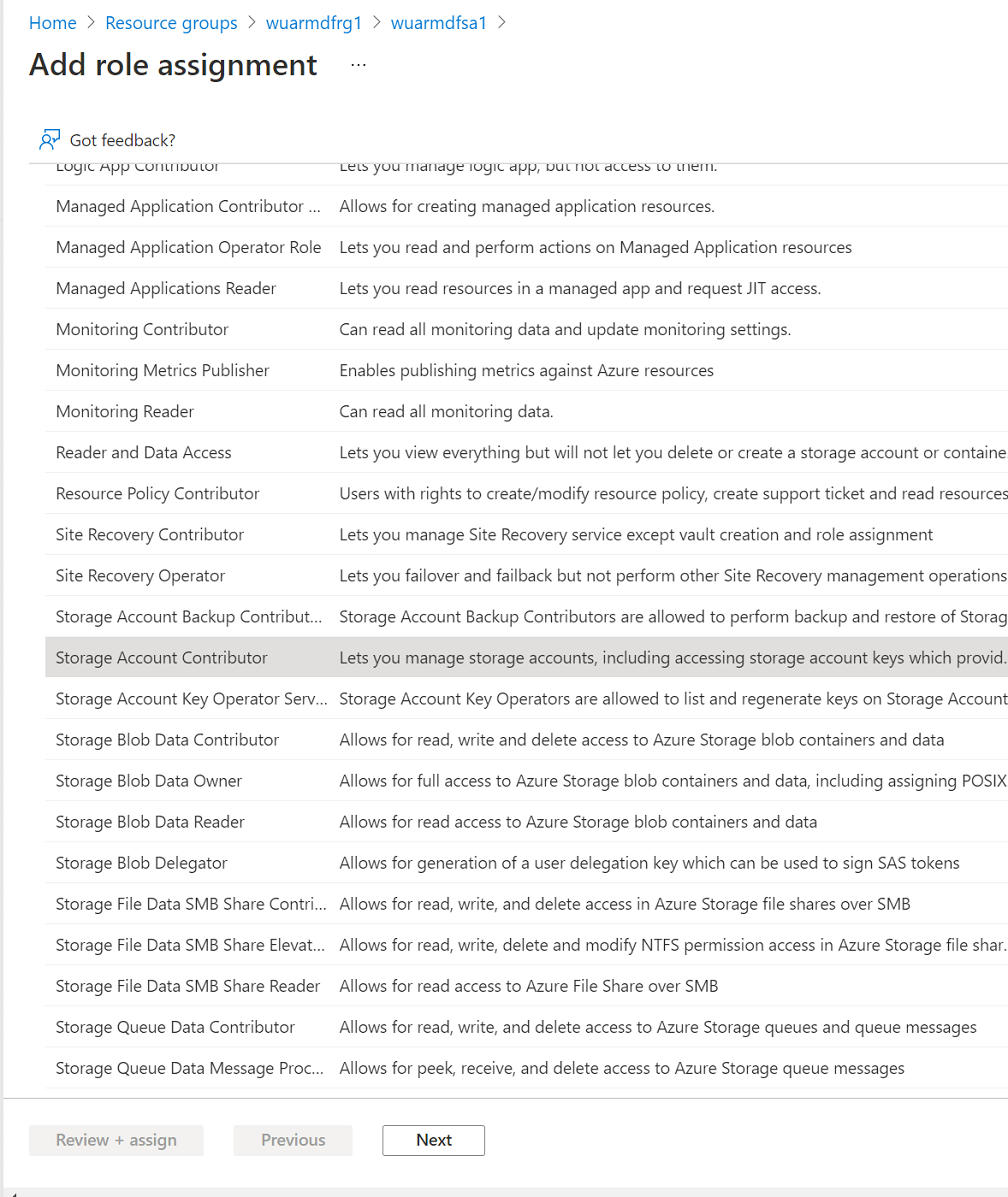 Home > Resource groups > wuarmdfrg1 > wuarmdfsa1 >
Add role assignment ...
Got feedback?
Logic App Contributor Lets you manage logic app, but not access to them.
Managed Application Contributor ... Allows for creating managed application resources.
Managed Application Operator Role Lets you read and perform actions on Managed Application resources
Managed Applications Reader Lets you read resources in a managed app and request JIT access.
Monitoring Contributor Can read all monitoring data and update monitoring settings.
Monitoring Metrics Publisher Enables publishing metrics against Azure resources
Monitoring Reader Can read all monitoring data.
Reader and Data Access Lets you view everything but will not let you delete or create a storage account or containe
Resource Policy Contributor Users with rights to create/modify resource policy, create support ticket and read resources
Site Recovery Contributor Lets you manage Site Recovery service except vault creation and role assignment
Site Recovery Operator Lets you failover and failback but not perform other Site Recovery management operations
Storage Account Backup Contribut... Storage Account Backup Contributors are allowed to perform backup and restore of Storag
Storage Account Contributor Lets you manage storage accounts, including accessing storage account keys which provid.
Storage Account Key Operator Serv... Storage Account Key Operators are allowed to list and regenerate keys on Storage Account
Storage Blob Data Contributor Allows for read, write and delete access to Azure Storage blob containers and data
Storage Blob Data Owner Allows for full access to Azure Storage blob containers and data, including assigning POSIX
Storage Blob Data Reader Allows for read access to Azure Storage blob containers and data
Storage Blob Delegator Allows for generation of a user delegation key which can be used to sign SAS tokens
Storage File Data SMB Share Contri... Allows for read, write, and delete access in Azure Storage file shares over SMB
Storage File Data SMB Share Elevat... Allows for read, write, delete and modify NTFS permission access in Azure Storage file shar.
Storage File Data SMB Share Reader Allows for read access to Azure File Share over SMB
Storage Queue Data Contributor Allows for read, write, and delete access to Azure Storage queues and queue messages
Storage Queue Data Message Proc... Allows for peek, receive, and delete access to Azure Storage queue messages
Review + assign Previous Next